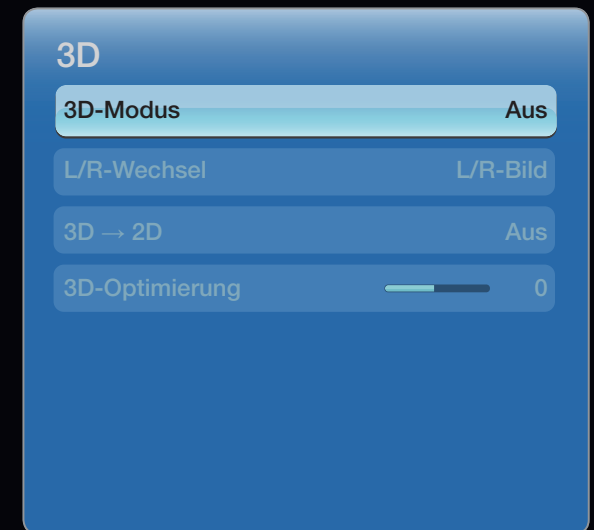 3D
3D-Modus Aus
L/R-Wechsel L/R-Bild
3D → 2D Aus
3D-Optimierung 0